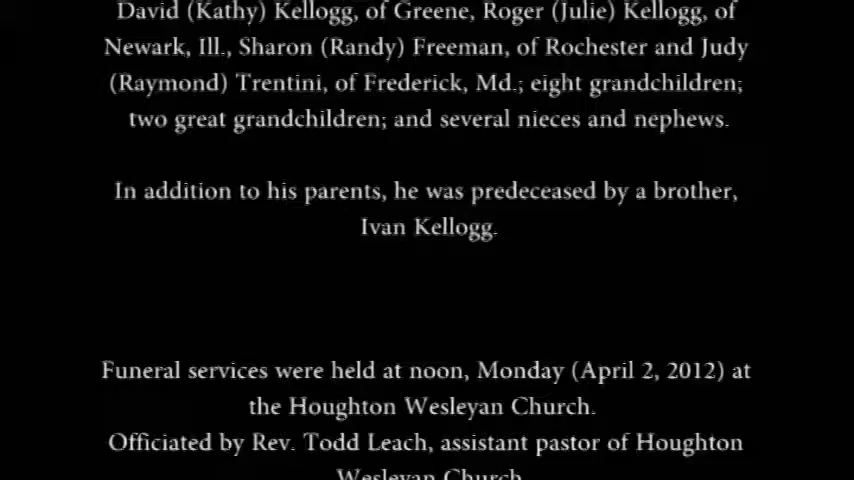 David (Kathy) Kellogg, of Greene, Roger (Julie) Kellogg, of
Newark, Ill., Sharon (Randy) Freeman, of Rochester and Judy
(Raymond) Trentini, of Frederick, Md.; eight grandchildren;
two great grandchildren; and several nieces and nephews.
In addition to his parents, he was predeceased by a brother,
Ivan Kellogg.
Funeral services were held at noon, Monday (April 2, 2012) at
the Houghton Wesleyan Church.
Officiated by Rev. Todd Leach, assistant pastor of Houghton
Wesleyan Church